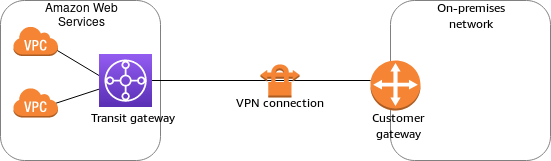 Amazon Web
Services
On-premises
network
VPC
VPC
Transit gateway
VPN connection
Customer
gateway